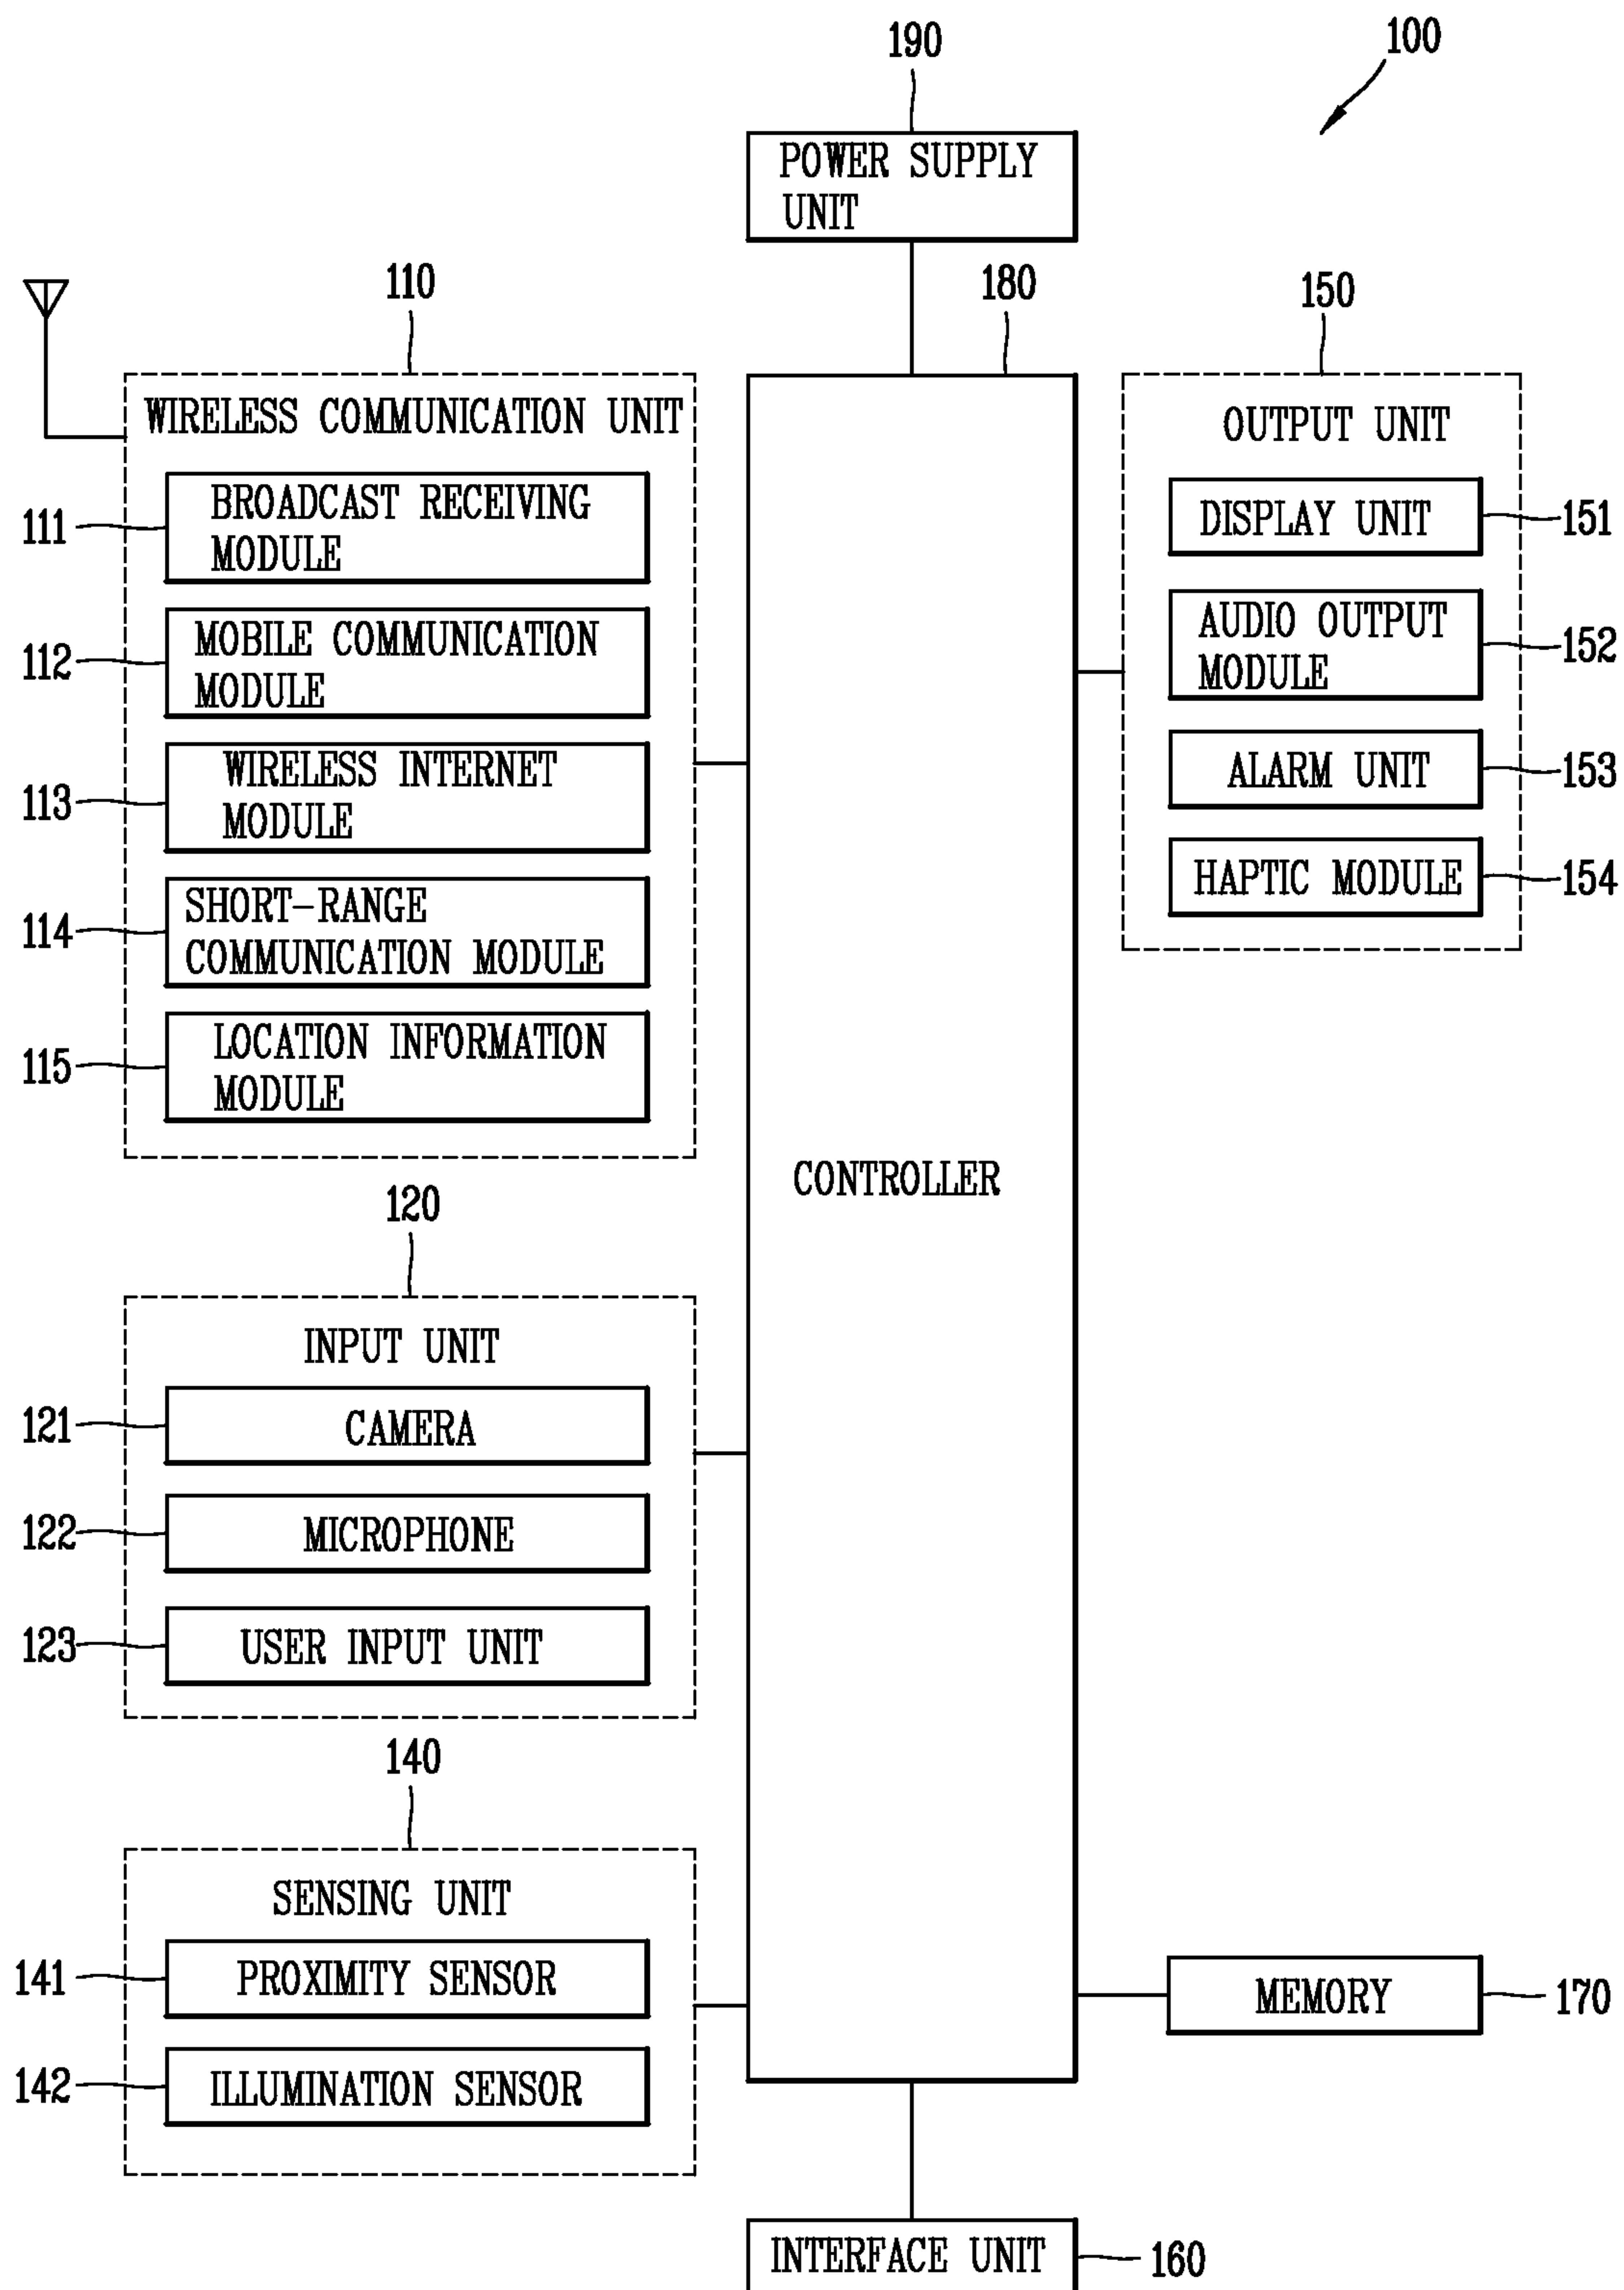 190
100
POWER SUPPLY
UNIT
110
180
150
WIRELESS COMMUNICATION UNIT
111
BROADCAST RECEIVING
MODULE
112
MOBILE COMMUNICATION
MODULE
113
WIRELESS INTERNET
MODULE
114
SHORT-RANGE
COMMUNICATION MODULE
115
LOCATION INFORMATION
MODULE
OUTPUT UNIT
DISPLAY UNIT
151
AUDIO OUTPUT
MODULE
152
ALARM UNIT
153
HAPTIC MODULE
154
CONTROLLER
120
INPUT UNIT
121
CAMERA
122
MICROPHONE
123
USER INPUT UNIT
140
SENSING UNIT
141
PROXIMITY SENSOR
142
ILLUMINATION SENSOR
MEMORY
170
INTERFACE UNIT
160